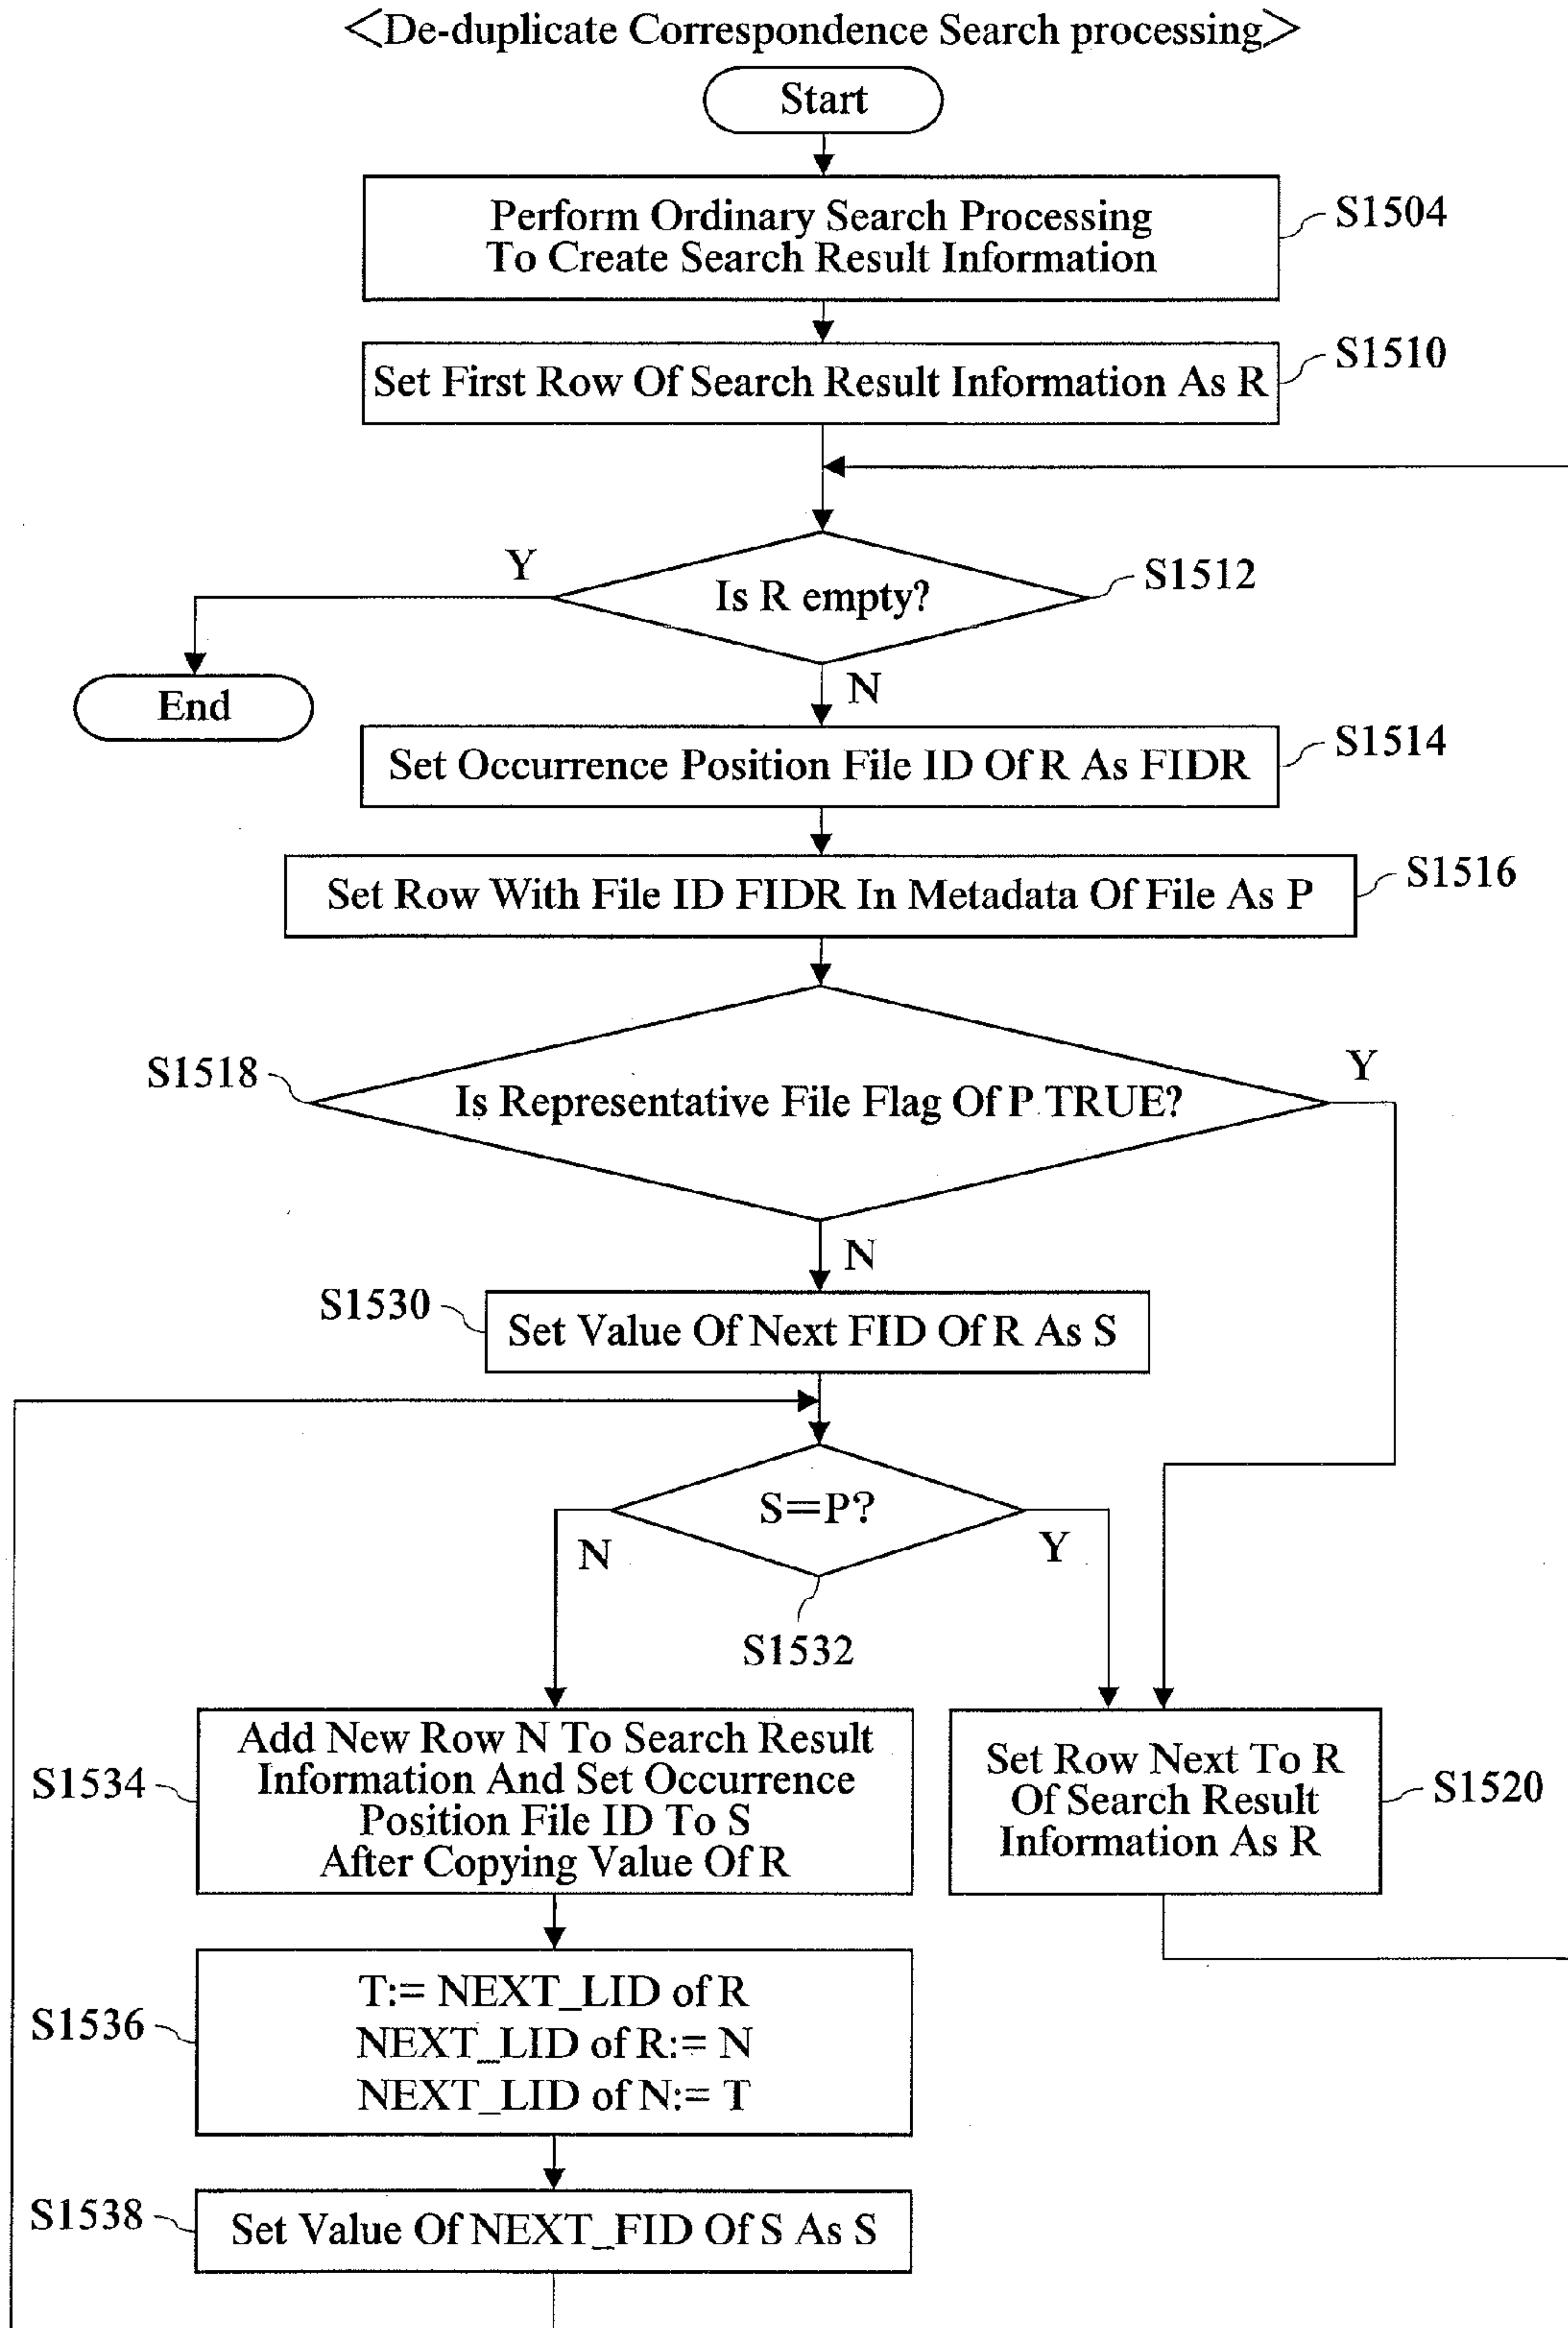 <De-duplicate Correspondence Search processing>
Start
Perform Ordinary Search Processing
To Create Search Result Information
S1504
Set First Row Of Search Result Information As R
S1510
Y
Is R empty?
S1512
End
N
Set Occurrence Position File ID Of R As FIDR
S1514
Set Row With File ID FIDR In Metadata Of File As P
S1516
S1518
Is Representative File Flag Of P TRUE?
Y
N
S1530
Set Value Of Next FID Of R As S
S=P?
N
Y
S1532
S1534
Add New Row N To Search Result
Information And Set Occurrence
Position File ID To S
After Copying Value Of R
Set Row Next To R
Of Search Result
Information As R
S1520
S1536
T:= NEXT_LID of R
NEXT_LID of R:= N
NEXT_LID of N:= T
S1538
Set Value Of NEXT_FID Of S As S